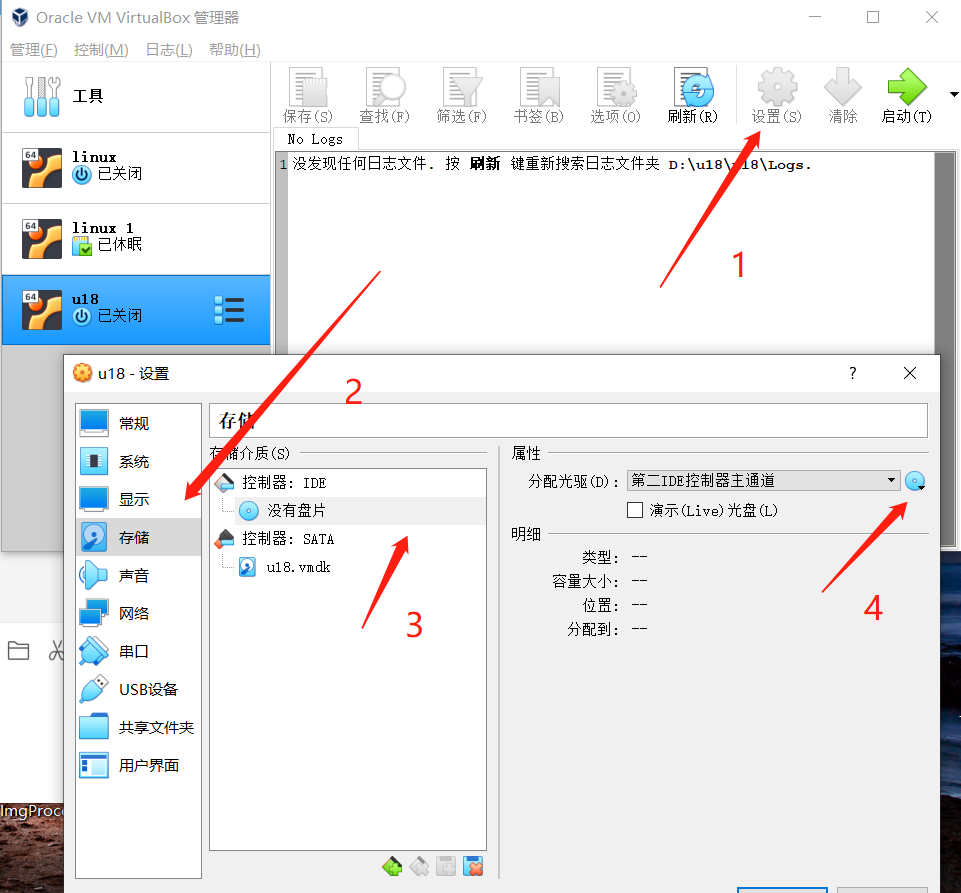 Oracle VM VirtualBox 管理器
管理(F) 控制(M) 日志(L) 帮助(H)
工具
保存(S) 查找(F) 筛选(F) 书签(B) 选项(O) 刷新(R) 设置(S) 清除 启动(T)
No Logs
1 没发现任何日志文件. 按 刷新 键重新搜索日志文件夹 D:\u18\u18\Logs.
64
linux
已关闭
64
linux 1
已休眠
64
u18
已关闭
1
2
u18 - 设置
?
常规
系统
显示
存储
声音
网络
串口
USB设备
共享文件夹
用户界面
存储
存储介质(S)
控制器: IDE
没有盘片
控制器: SATA
u18.vmdk
3
属性
分配光驱(D): 第二IDE控制器主通道
演示(Live)光盘(L)
明细
类型: --
容量大小: --
位置: --
分配到: --
4
ImgProc